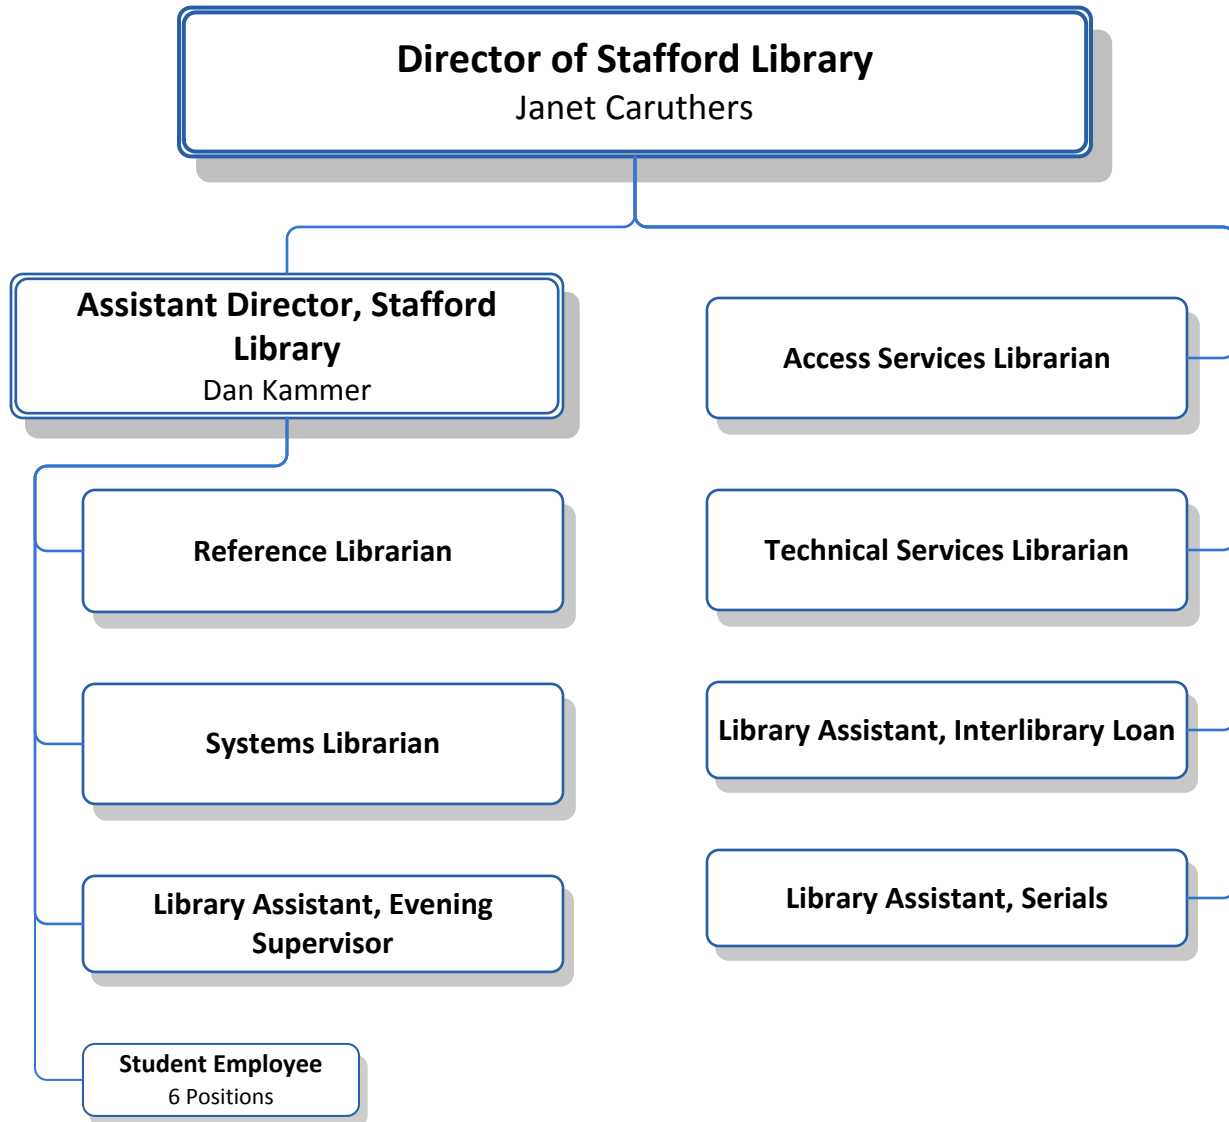 Director of Stafford Library
Janet Caruthers
Assistant Director, Stafford
Library
Dan Kammer
Reference Librarian
Systems Librarian
Library Assistant, Evening
Supervisor
Student Employee
6 Positions
Access Services Librarian
Technical Services Librarian
Library Assistant, Interlibrary Loan
Library Assistant, Serials